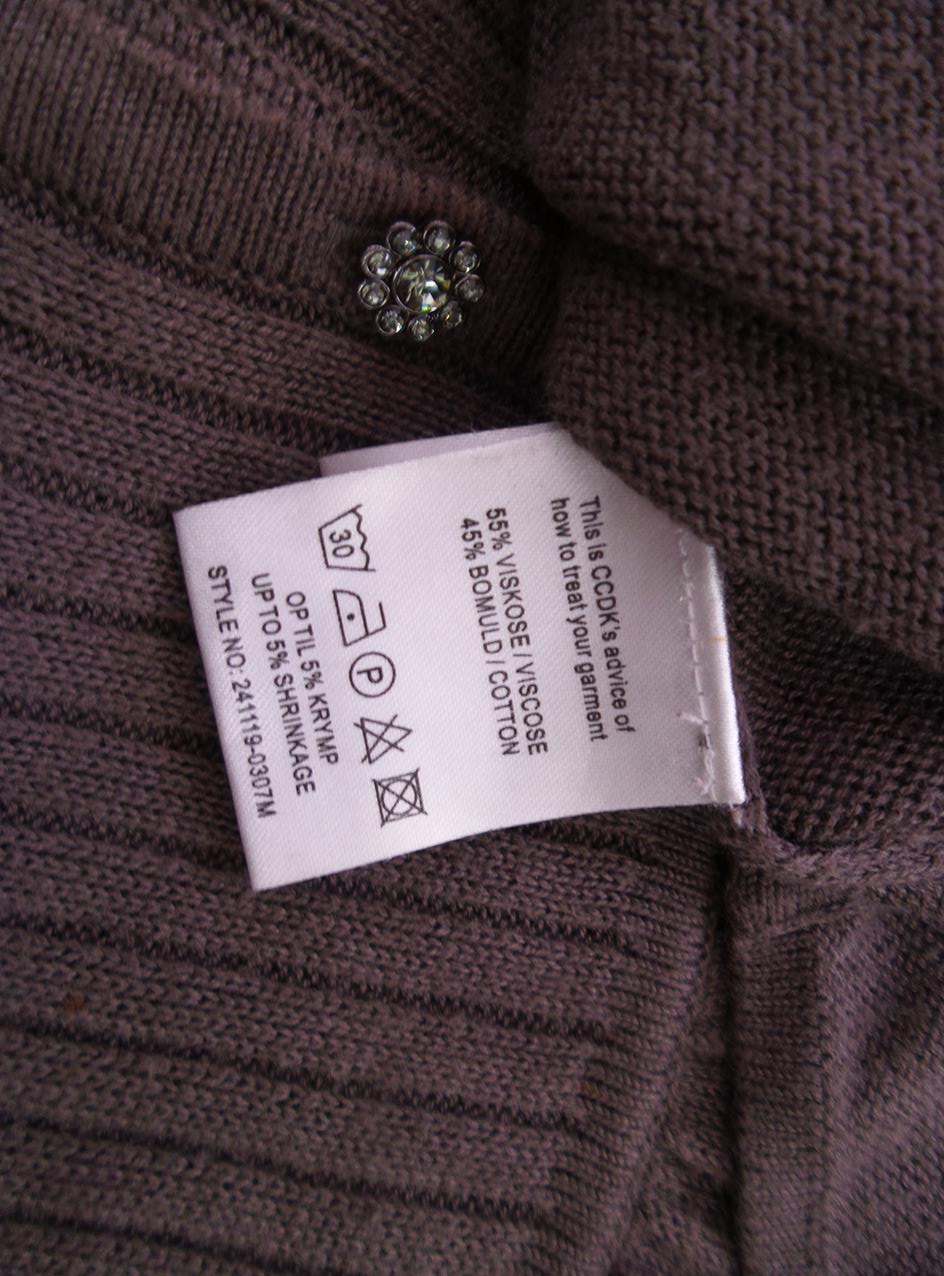 This is CCDK's advice of
how to treat your garment
55% VISKOSE / VISCOSE
45% BOMULD / COTTON
30
P
OP TIL 5% KRYMP
UP TO 5% SHRINKAGE
STYLE NO: 241119-0307M